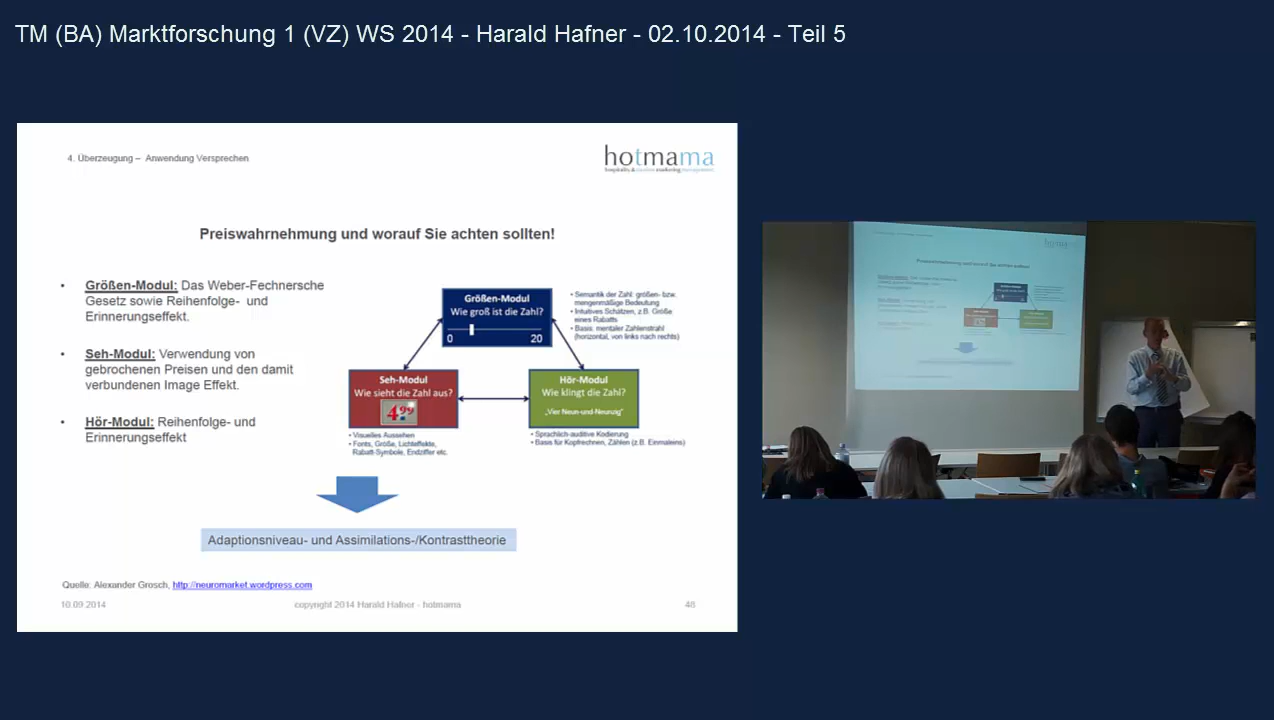 TM (BA) Marktforschung 1 (VZ) WS 2014 - Harald Hafner - 02.10.2014 - Teil 5
4. Überzeugung – Anwendung Versprechen
hotmama
hospitality & tourism marketing management
Preiswahrnehmung und worauf Sie achten sollten!
• Größen-Modul: Das Weber-Fechnersche
Gesetz sowie Reihenfolge- und
Erinnerungseffekt.
• Seh-Modul: Verwendung von
gebrochenen Preisen und den damit
verbundenen Image Effekt.
• Hör-Modul: Reihenfolge- und
Erinnerungseffekt
Größen-Modul
Wie groß ist die Zahl?
0 20
• Semantik der Zahl: größen- bzw.
mengenmäßige Bedeutung
• Intuitives Schätzen, z.B. Größe
eines Rabatts
• Basis: mentaler Zahlenstrahl
(horizontal, von links nach rechts)
Seh-Modul
Wie sieht die Zahl aus?
4.99
• Visuelles Aussehen
• Fonts, Größe, Lichteffekte,
Rabatt-Symbole, Endziffer etc.
Hör-Modul
Wie klingt die Zahl?
„Vier Neun-und-Neunzig“
• Sprachlich-auditive Kodierung
• Basis für Kopfrechnen, Zählen (z.B. Einmaleins)
Adaptionsniveau- und Assimilations-/Kontrasttheorie
Quelle: Alexander Grosch, http://neuromarket.wordpress.com
10.09.2014 copyright 2014 Harald Hafner - hotmama 48